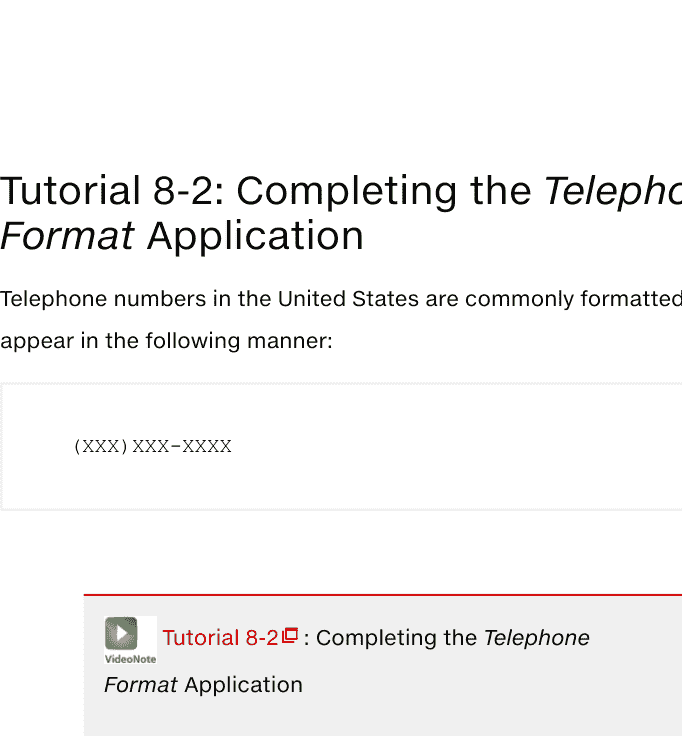 Tutorial 8-2: Completing the
Format Application
Telephone numbers in the United States are commonly formatted
appear in the following manner:
(XXX)XXX-XXXX
Tutorial 8-2 : Completing the Telephone
VideoNote
Format Application